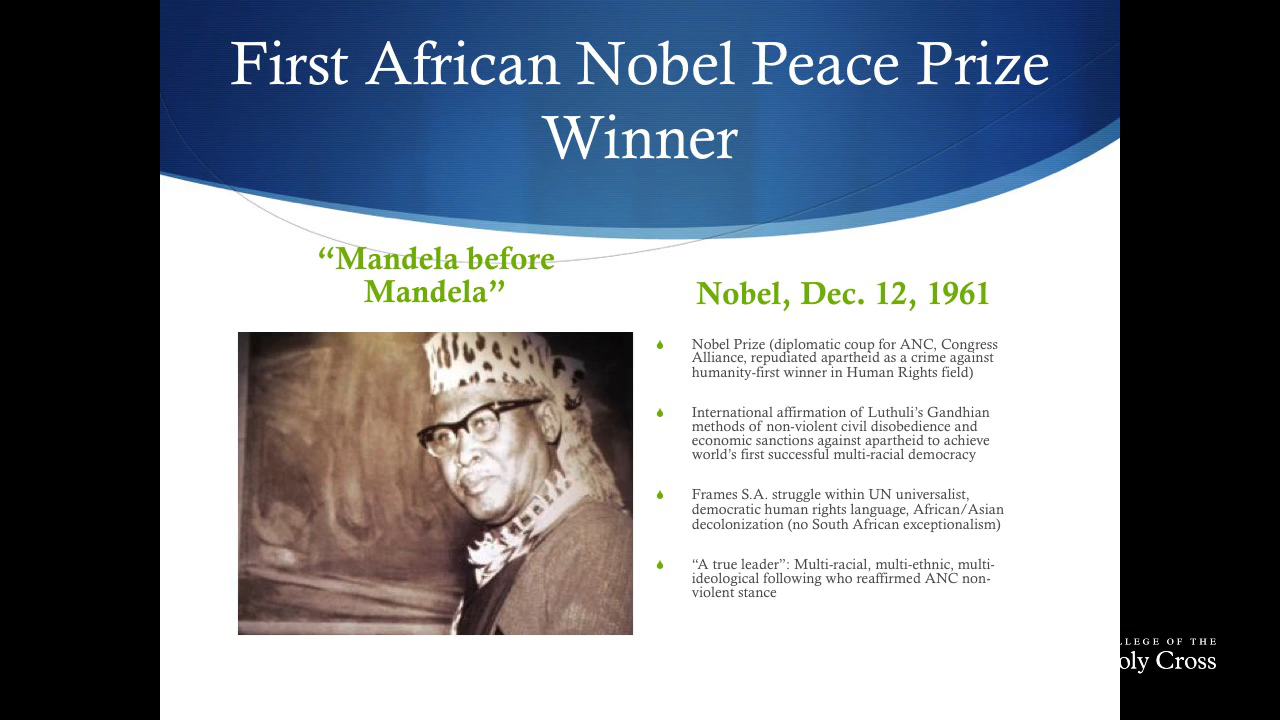 First African Nobel Peace Prize
Winner
“Mandela before
Mandela”
Nobel, Dec. 12, 1961
Nobel Prize (diplomatic coup for ANC, Congress
Alliance, repudiated apartheid as a crime against
humanity-first winner in Human Rights field)
International affirmation of Luthuli’s Gandhian
methods of non-violent civil disobedience and
economic sanctions against apartheid to achieve
world’s first successful multi-racial democracy
Frames S.A. struggle within UN universalist,
democratic human rights language, African/Asian
decolonization (no South African exceptionalism)
“A true leader”: Multi-racial, multi-ethnic, multi-
ideological following who reaffirmed ANC non-
violent stance
LLEGE OF THE
oly Cross